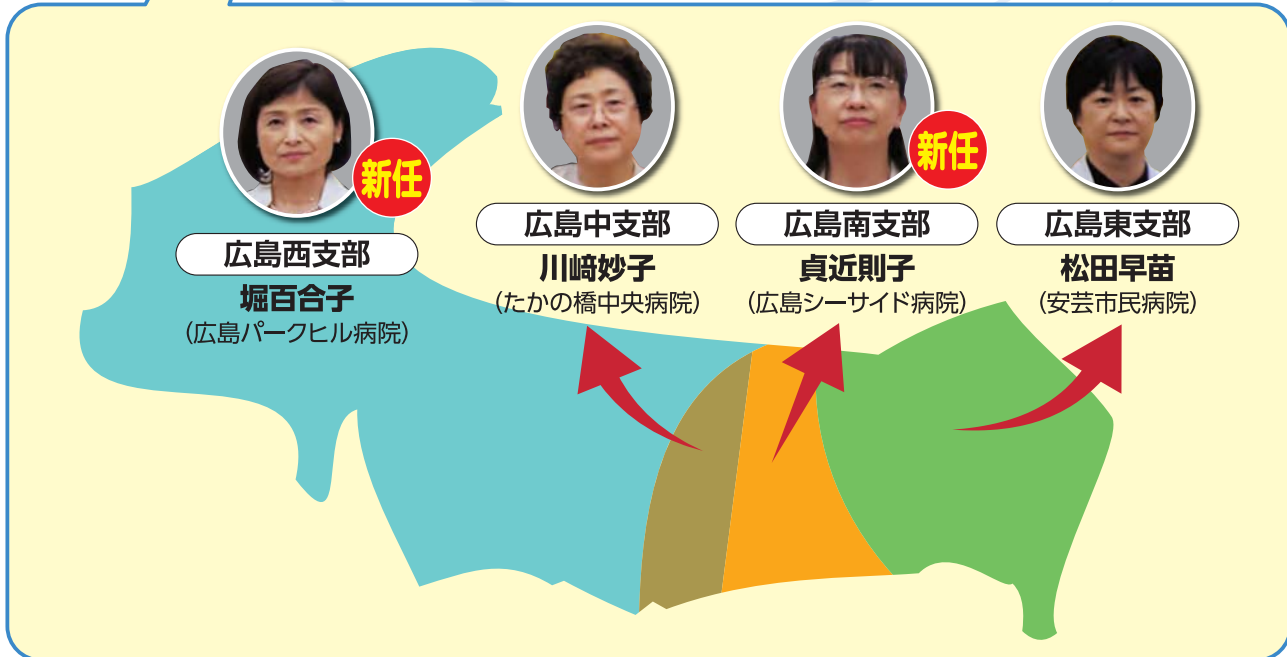 新任
広島西支部
堀百合子
(広島パークヒル病院)
広島中支部
川﨑妙子
(たかの橋中央病院)
新任
広島南支部
貞近則子
(広島シーサイド病院)
広島東支部
松田早苗
(安芸市民病院)